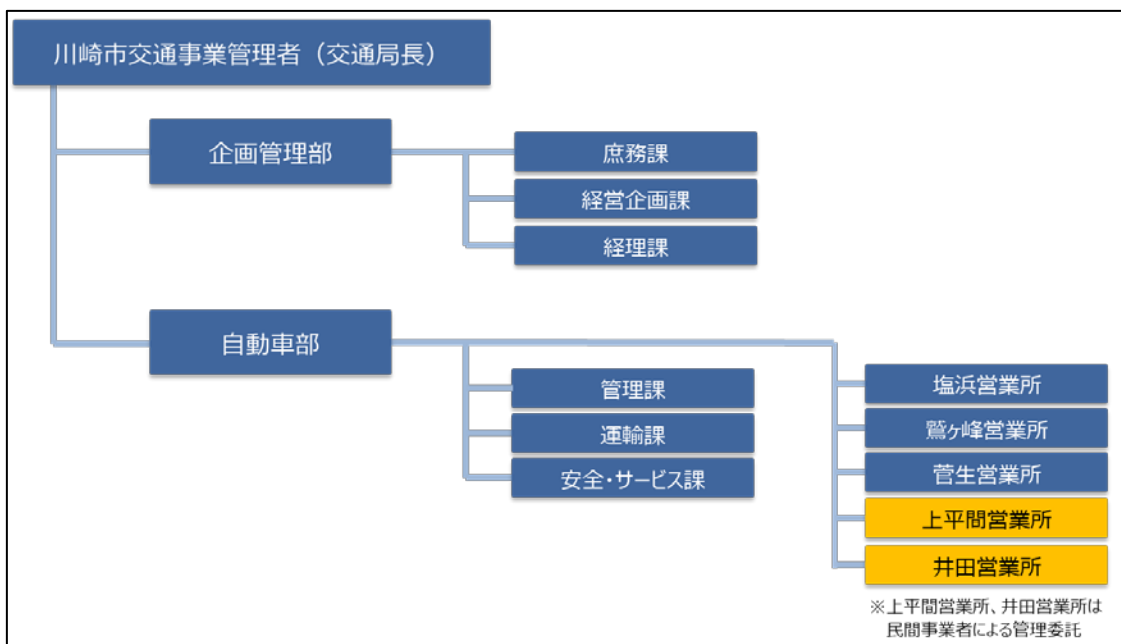 川崎市交通事業管理者（交通局長）
企画管理部
庶務課
経営企画課
経理課
自動車部
管理課
運輸課
安全・サービス課
塩浜営業所
鷲ヶ峰営業所
菅生営業所
上平間営業所
井田営業所
※上平間営業所、井田営業所は
民間事業者による管理委託